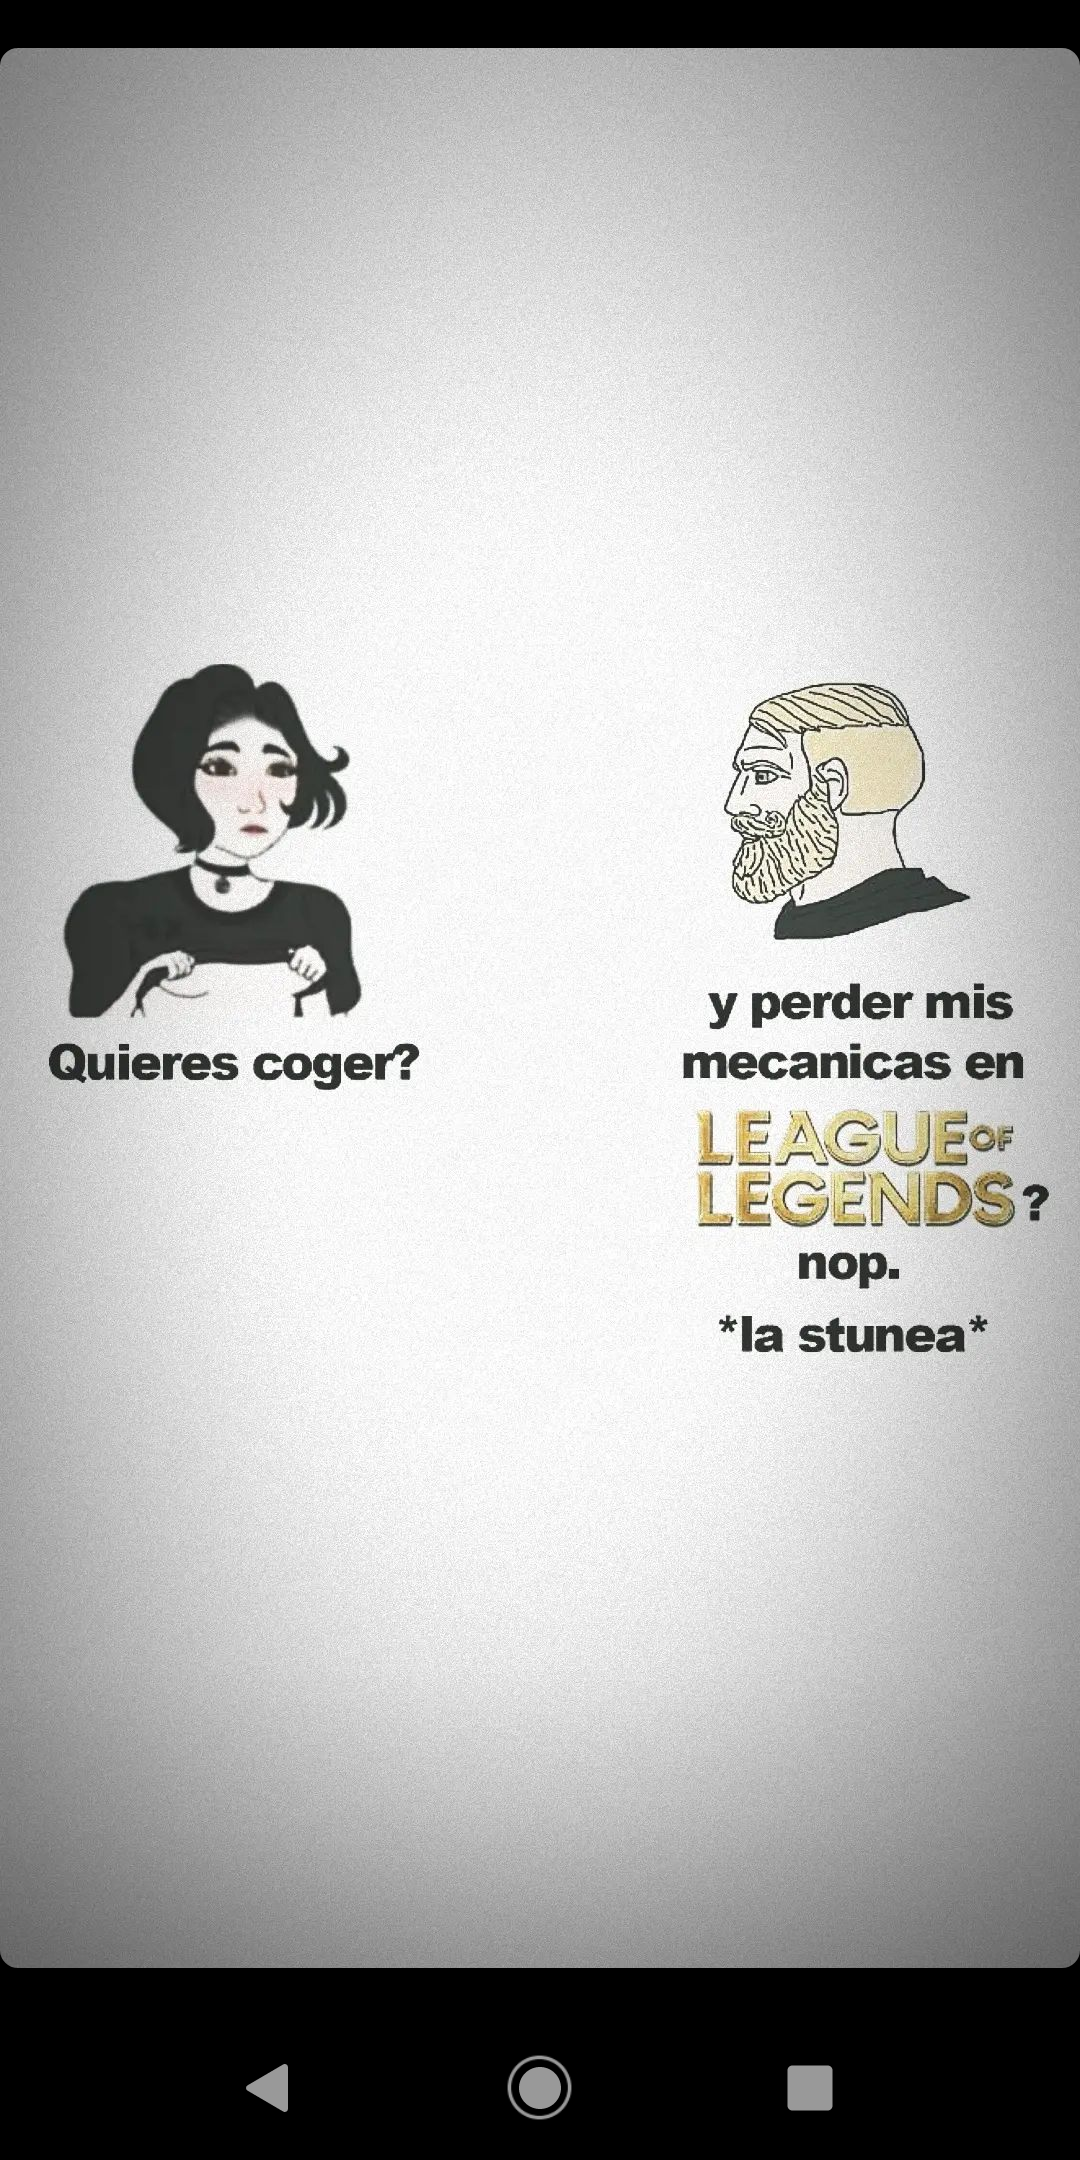 Quieres coger?
y perder mis
mecanicas en
LEAGUE OF
LEGENDS?
nop.
*la stunea*